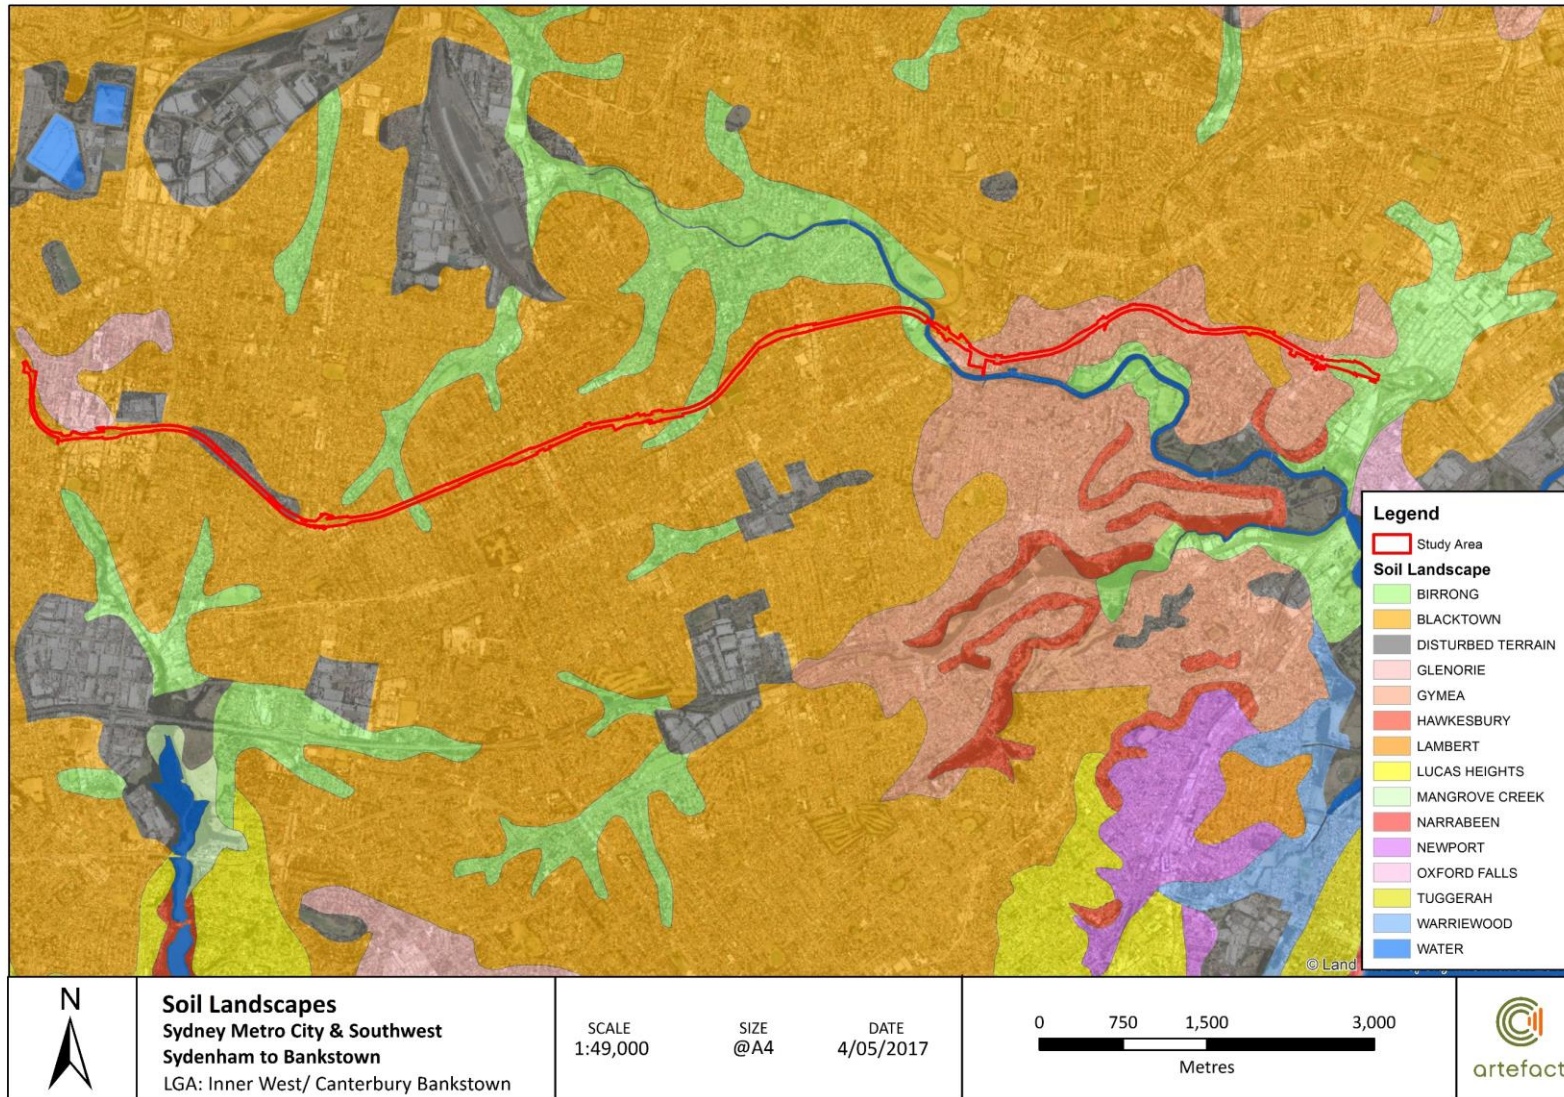 © Land
Legend
Study Area
Soil Landscape
BIRRONG
BLACKTOWN
DISTURBED TERRAIN
GLENORIE
GYMEA
HAWKESBURY
LAMBERT
LUCAS HEIGHTS
MANGROVE CREEK
NARRABEEN
NEWPORT
OXFORD FALLS
TUGGERAH
WARRIEWOOD
WATER
N
Soil Landscapes
Sydney Metro City & Southwest
Sydenham to Bankstown
LGA: Inner West/ Canterbury Bankstown
SCALE
1:49,000
SIZE
@A4
DATE
4/05/2017
0 750 1,500 3,000
Metres
artefact